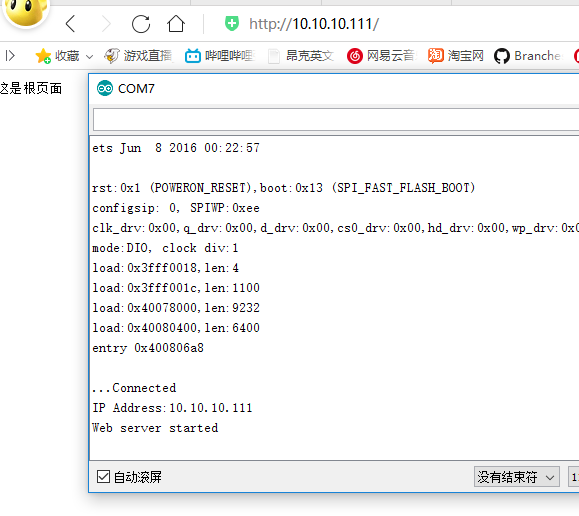 http://10.10.10.111/
收藏 游戏直播 哔哩哔哩 昂克英文 网易云音 淘宝网 Branche
这是根页面
COM7
ets Jun  8 2016 00:22:57
rst:0x1 (POWERON_RESET),boot:0x13 (SPI_FAST_FLASH_BOOT)
configsip: 0, SPIWP:0xee
clk_drv:0x00,q_drv:0x00,d_drv:0x00,cs0_drv:0x00,hd_drv:0x00,wp_drv:0x0
mode:DIO, clock div:1
load:0x3fff0018,len:4
load:0x3fff001c,len:1100
load:0x40078000,len:9232
load:0x40080400,len:6400
entry 0x400806a8
...Connected
IP Address:10.10.10.111
Web server started
自动滚屏 没有结束符 1